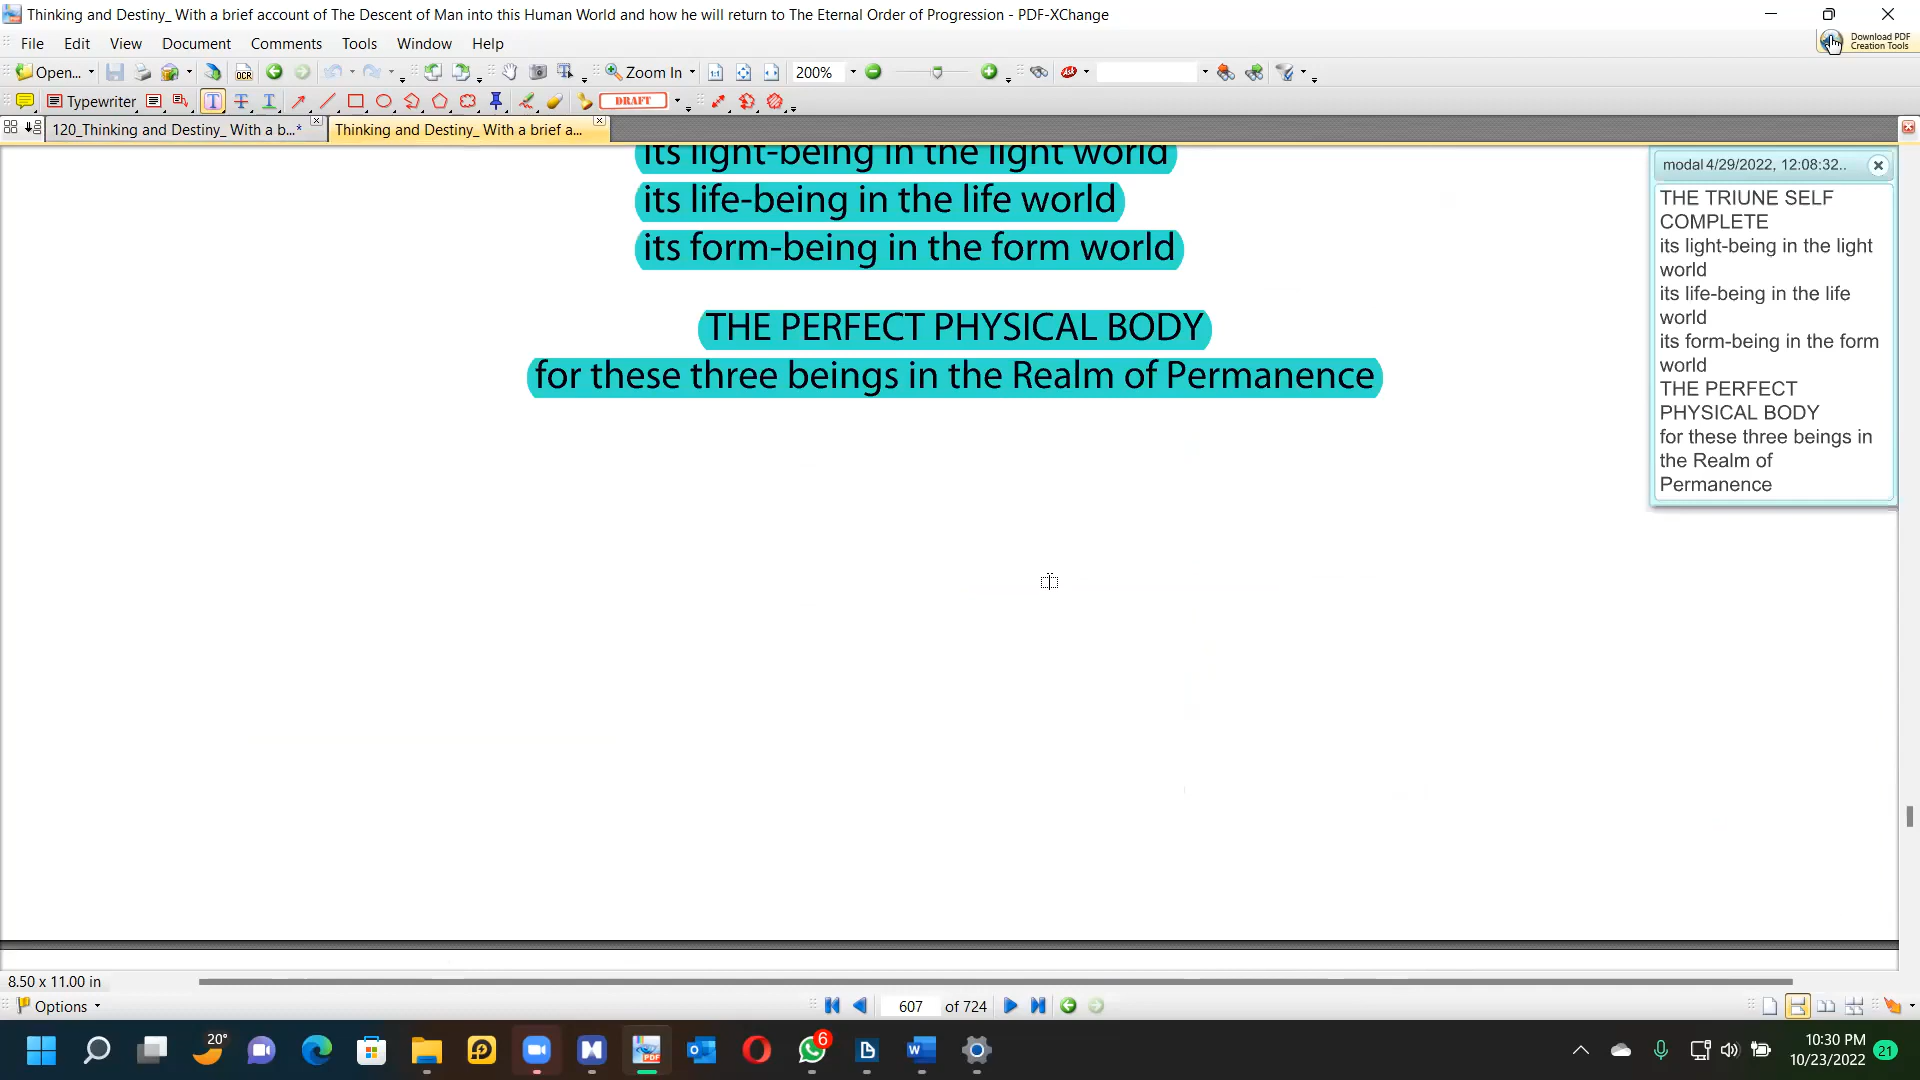 Thinking and Destiny_ With a brief account of The Descent of Man into this Human World and how he will return to The Eternal Order of Progression - PDF-XChange
File Edit View Document Comments Tools Window Help
Download PDF
Creation Tools
Open...
OCR
Zoom In
200%
Typewriter
DRAFT
120_Thinking and Destiny_ With a b...*
Thinking and Destiny_ With a brief a...
its light-being in the light world
its life-being in the life world
its form-being in the form world
THE PERFECT PHYSICAL BODY
for these three beings in the Realm of Permanence
modal 4/29/2022, 12:08:32..
THE TRIUNE SELF
COMPLETE
its light-being in the light
world
its life-being in the life
world
its form-being in the form
world
THE PERFECT
PHYSICAL BODY
for these three beings in
the Realm of
Permanence
8.50 x 11.00 in
Options
607 of 724
20°
6
10:30 PM
10/23/2022
21